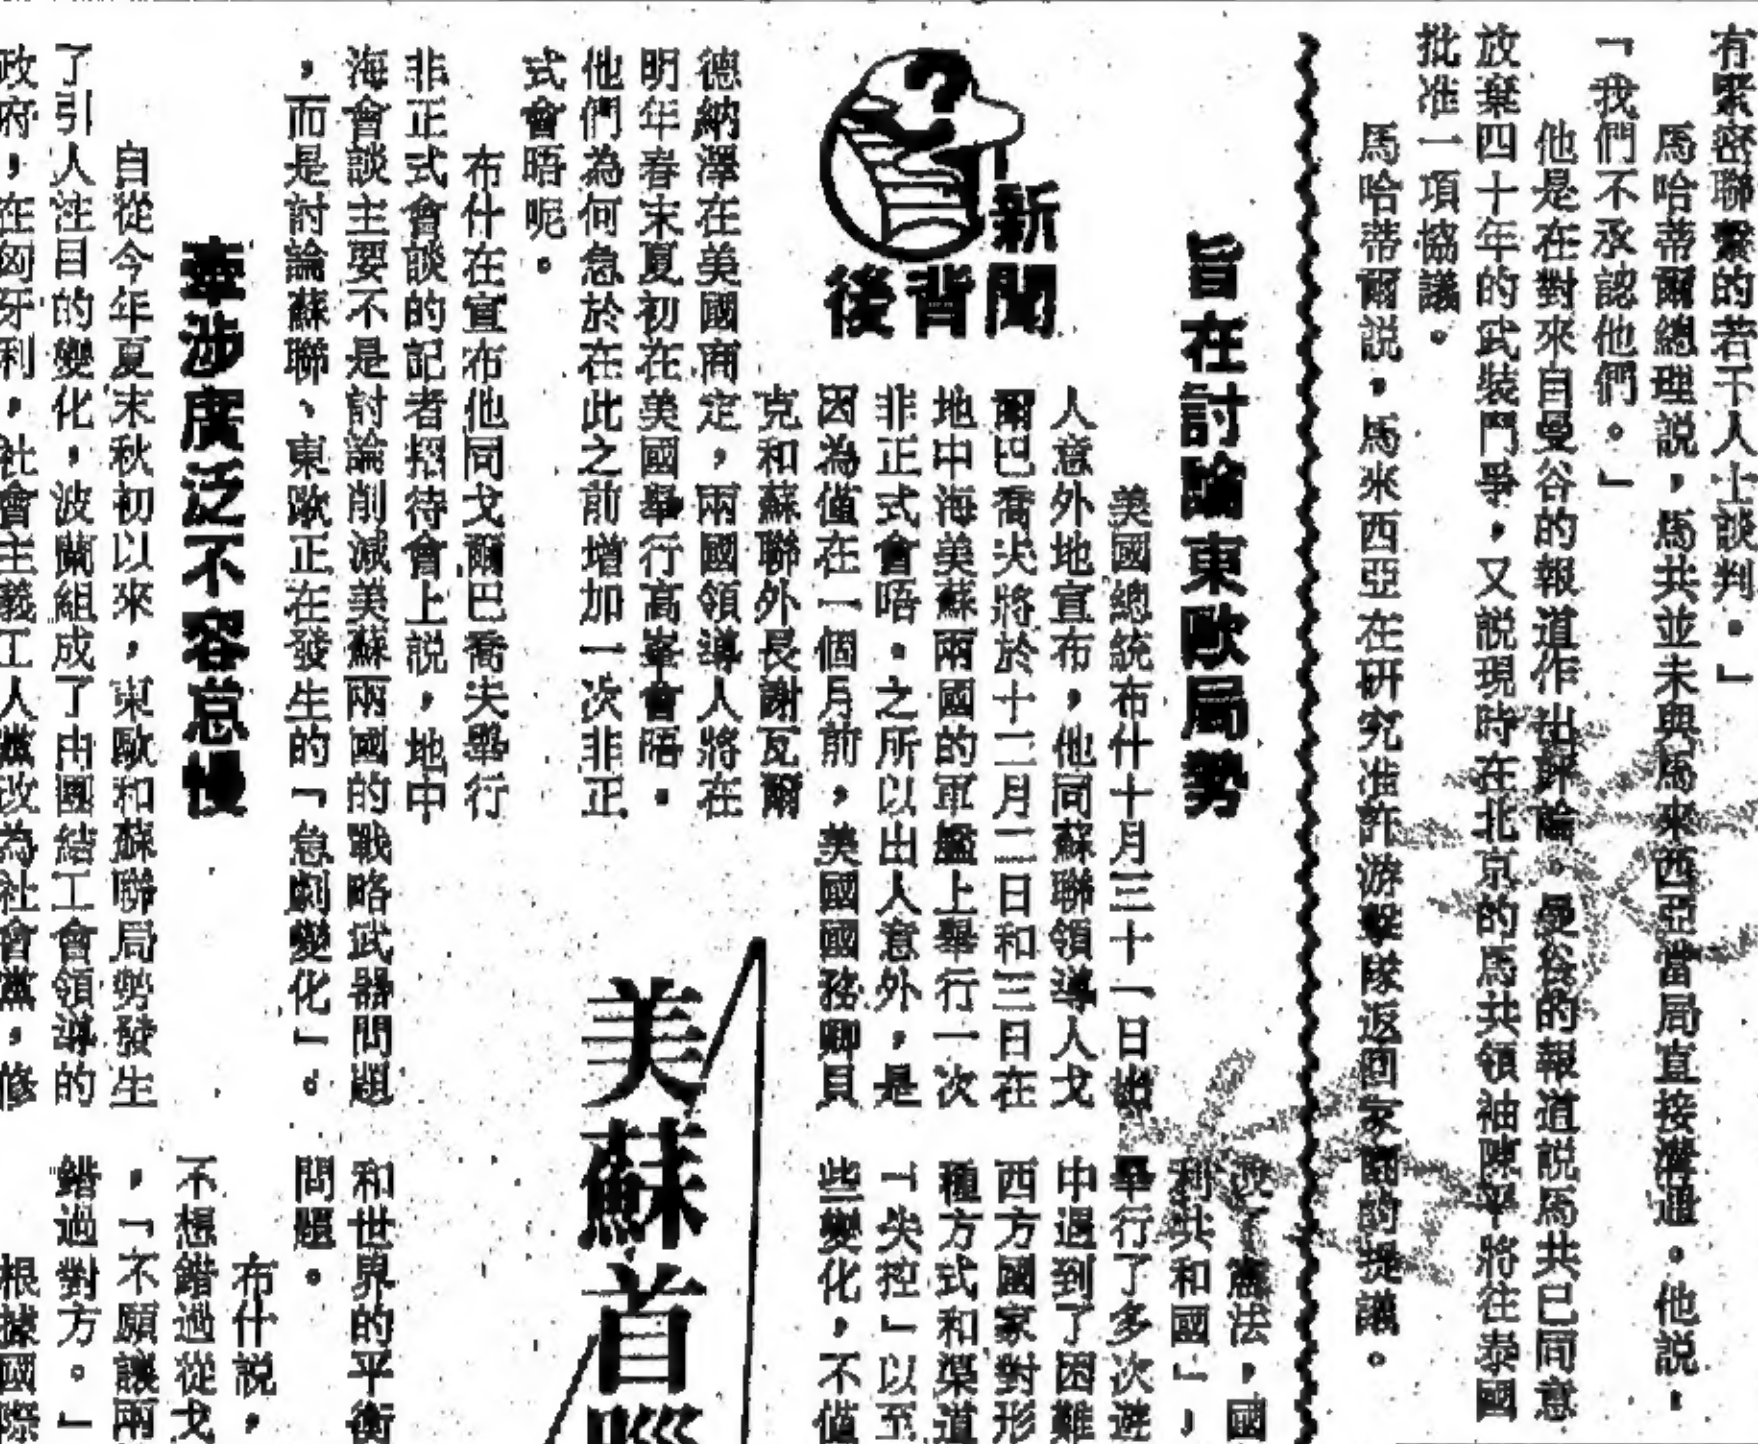 有緊密聯繫的若干人士談判。」
馬哈蒂爾總理説，馬共並未與馬來西亞當局直接溝通。他説，
「我們不承認他們。」
他是在對來自曼谷的報道作出評論。曼谷的報道説馬共已同意
放棄四十年的武裝鬥爭，又説現時在北京的馬共領袖陳平將往泰國
批准一項協議。
馬哈蒂爾説，馬來西亞在研究准許游擊隊返回家園的提議。
旨在討論東歐局勢
新聞
背後
美國總統布什十月三十一日出
人意外地宣布，他同蘇聯領導人戈
爾巴喬夫將於十二月二日和三日在
地中海美蘇兩國的軍艦上舉行一次
非正式會晤。之所以出人意外，是
因為僅在一個月前，美國國務卿貝
克和蘇聯外長謝瓦爾
德納澤在美國商定，兩國領導人將在
明年春末夏初在美國舉行高峯會晤。
他們為何急於在此之前增加一次非正
式會晤呢。
布什在宣布他同戈爾巴喬夫舉行
非正式會談的記者招待會上説，地中
海會談主要不是討論削減美蘇兩國的戰略武器問題
，而是討論蘇聯、東歐正在發生的「急劇變化」。
牽涉廣泛不容怠慢
自從今年夏末秋初以來，東歐和蘇聯局勢發生
了引人注目的變化，波蘭組成了由團結工會領導的
政府，在匈牙利，社會主義工人黨改為社會黨，修
美蘇首腦
憲法，國
利共和國」，
舉行了多次遊
中遇到了困難
西方國家對形
種方式和渠道
「失控」以至
些變化，不僅
和世界的平衡
問題。
布什説，
不想錯過從戈
，「不願讓兩
錯過對方。」
根據國際